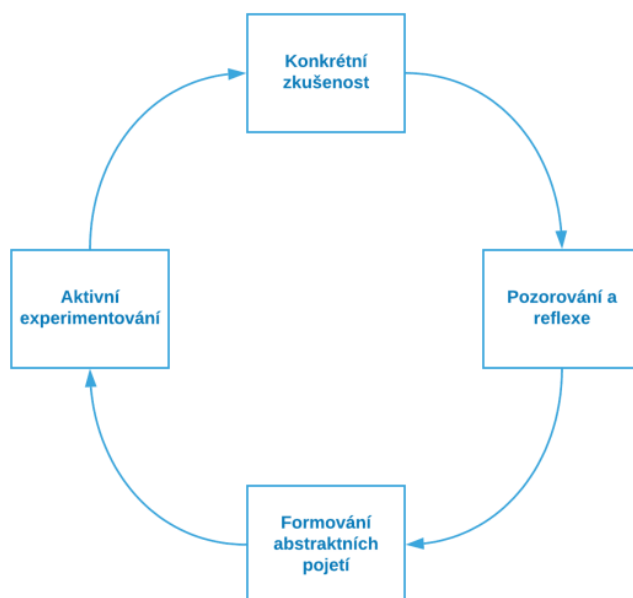 Konkrétní
zkušenost
Pozorování a
reflexe
Formování
abstraktních
pojetí
Aktivní
experimentování